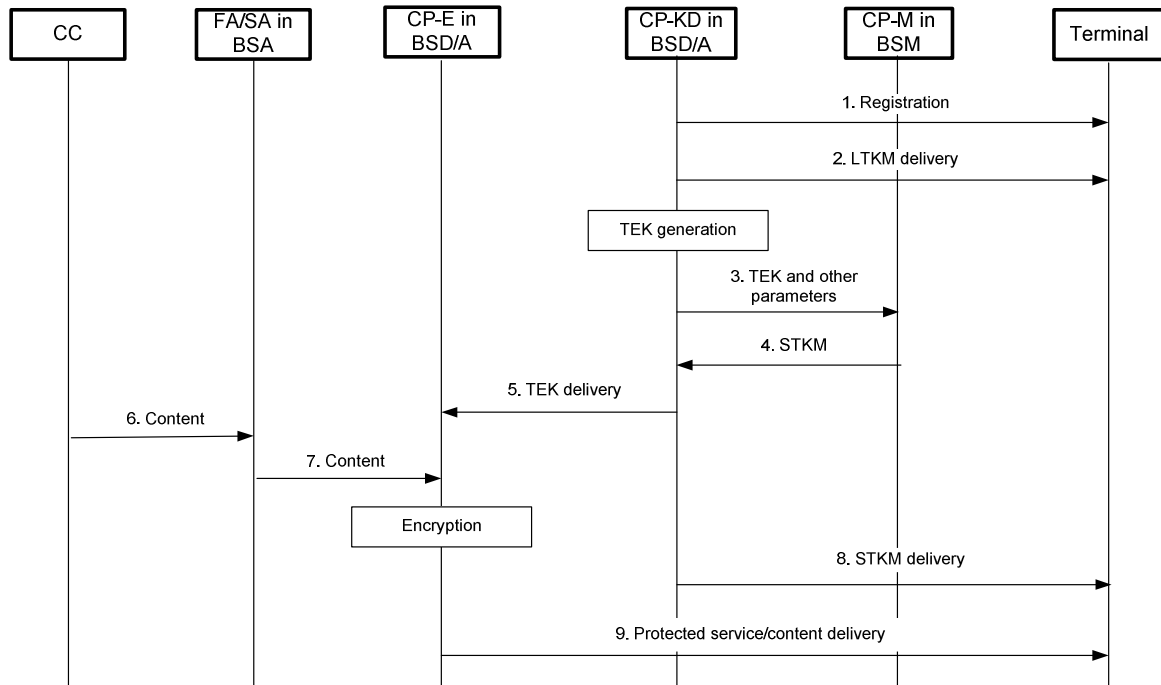 CC
FA/SA in
BSA
CP-E in
BSD/A
CP-KD in
BSD/A
CP-M in
BSM
Terminal
1. Registration
2. LTKM delivery
TEK generation
3. TEK and other
parameters
4. STKM
5. TEK delivery
6. Content
7. Content
Encryption
8. STKM delivery
9. Protected service/content delivery